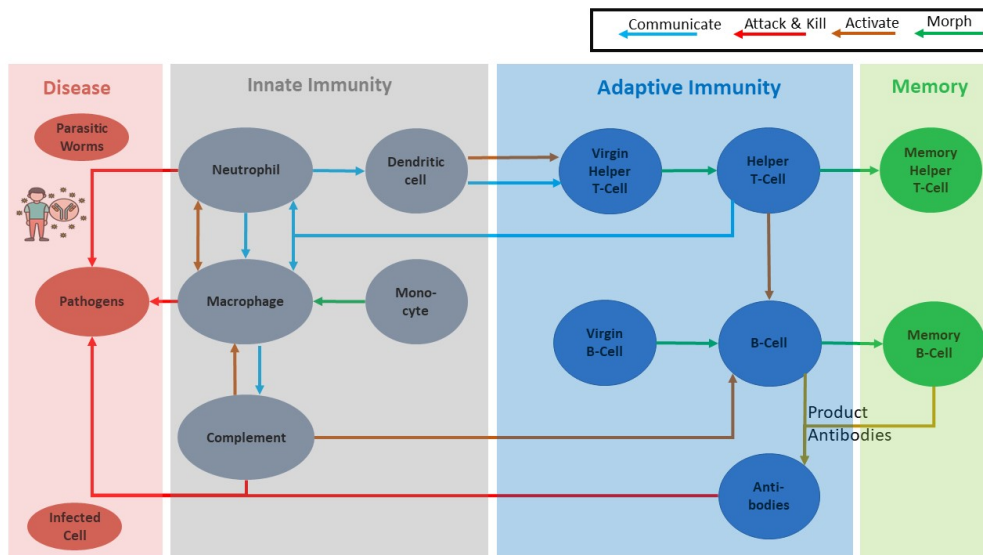 Communicate
Attack & Kill
Activate
Morph
Disease
Innate Immunity
Adaptive Immunity
Memory
Parasitic
Worms
Neutrophil
Dendritic
cell
Virgin
Helper
T-Cell
Helper
T-Cell
Memory
Helper
T-Cell
Pathogens
Macrophage
Mono-
cyte
Virgin
B-Cell
B-Cell
Memory
B-Cell
Complement
Product
Antibodies
Anti-
bodies
Infected
Cell